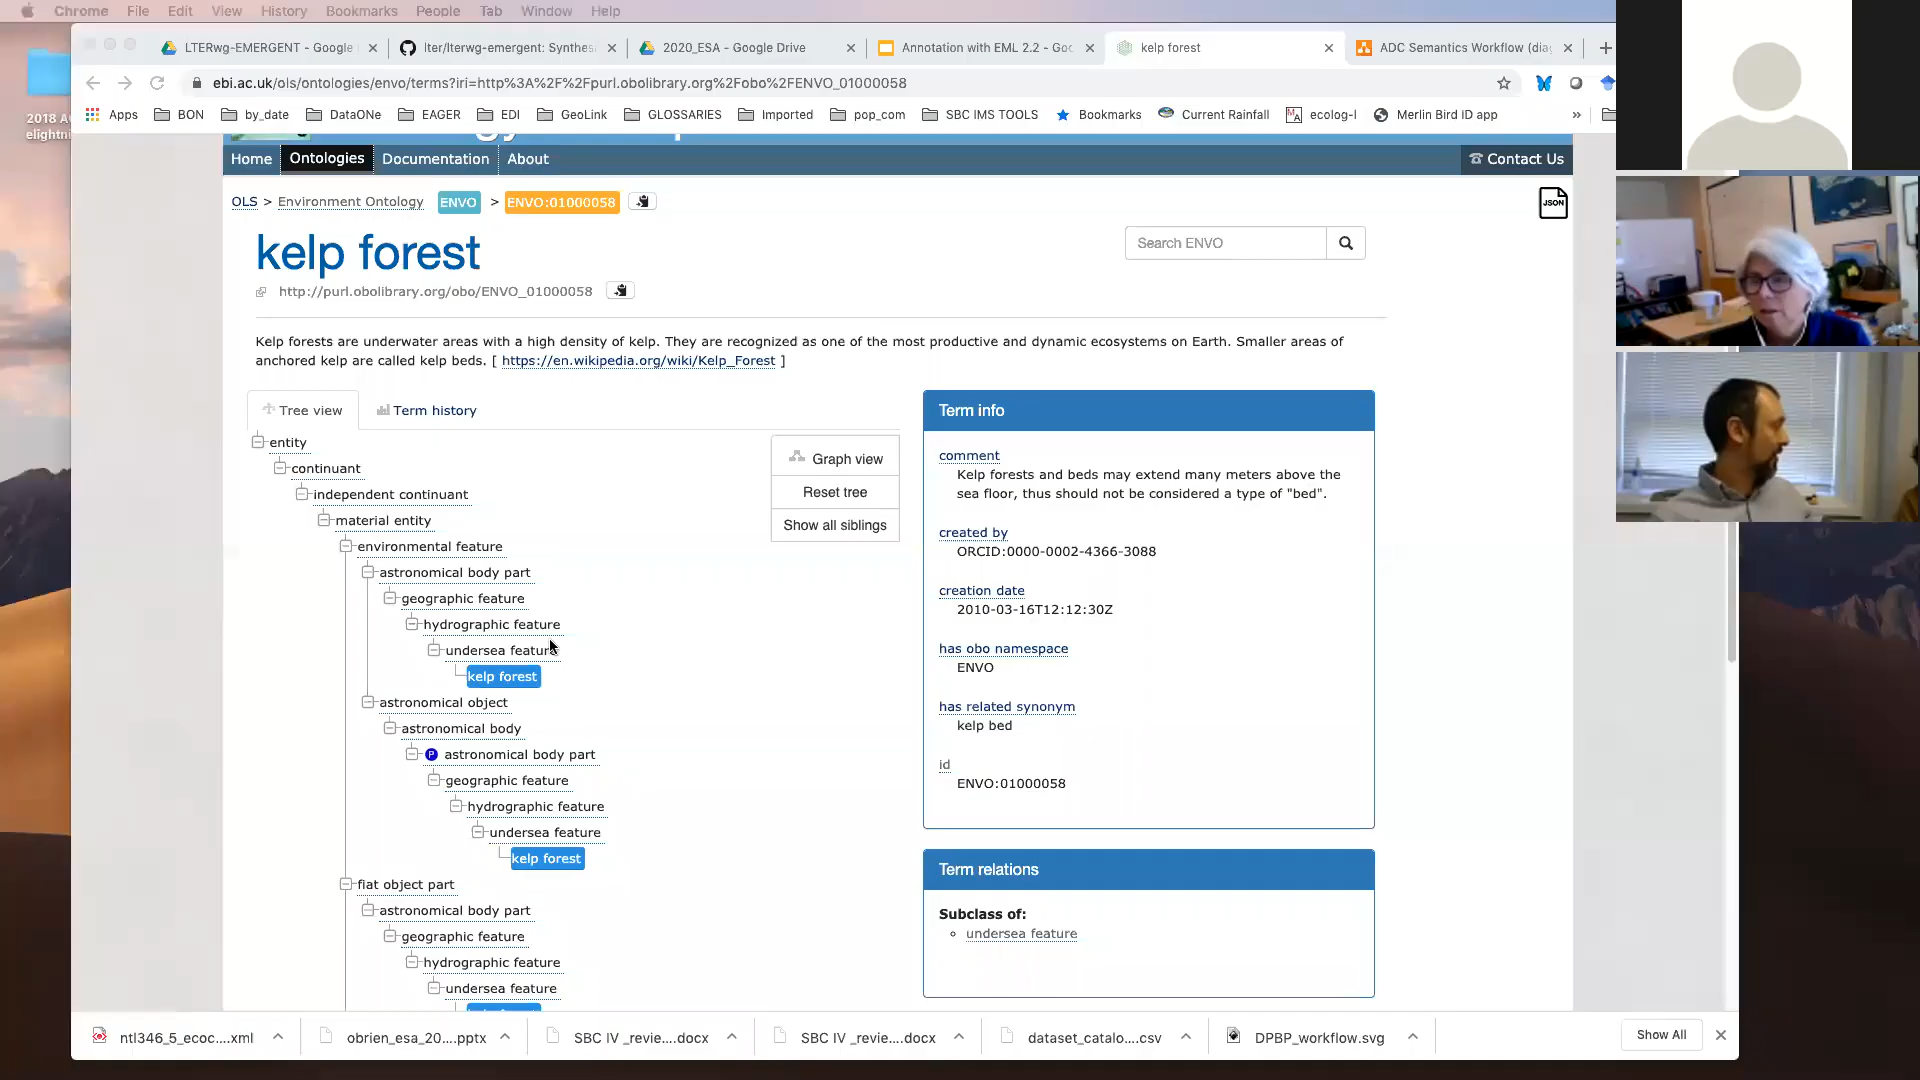 Chrome File Edit View History Bookmarks People Tab Window Help
LTERwg-EMERGENT - Google
lter/lterwg-emergent: Synthes
2020_ESA - Google Drive
Annotation with EML 2.2 - Goo
kelp forest
ADC Semantics Workflow (dia
ebi.ac.uk/ols/ontologies/envo/terms?iri=http%3A%2F%2Fpurl.obolibrary.org%2Fobo%2FENVO_01000058
Apps BON by_date DataONe EAGER EDI GeoLink GLOSSARIES Imported pop_com SBC IMS TOOLS Bookmarks Current Rainfall ecolog-l Merlin Bird ID app »
2018 A
elightni
Home Ontologies Documentation About Contact Us
OLS > Environment Ontology ENVO > ENVO:01000058
JSON
kelp forest
Search ENVO
http://purl.obolibrary.org/obo/ENVO_01000058
Kelp forests are underwater areas with a high density of kelp. They are recognized as one of the most productive and dynamic ecosystems on Earth. Smaller areas of
anchored kelp are called kelp beds. [ https://en.wikipedia.org/wiki/Kelp_Forest ]
Tree view Term history
entity
continuant
independent continuant
material entity
environmental feature
astronomical body part
geographic feature
hydrographic feature
undersea feature
kelp forest
astronomical object
astronomical body
P astronomical body part
geographic feature
hydrographic feature
undersea feature
kelp forest
fiat object part
astronomical body part
geographic feature
hydrographic feature
undersea feature
Graph view
Reset tree
Show all siblings
Term info
comment
Kelp forests and beds may extend many meters above the
sea floor, thus should not be considered a type of "bed".
created by
ORCID:0000-0002-4366-3088
creation date
2010-03-16T12:12:30Z
has obo namespace
ENVO
has related synonym
kelp bed
id
ENVO:01000058
Term relations
Subclass of:
undersea feature
ntl346_5_ecoc....xml
obrien_esa_20....pptx
SBC IV _revie....docx
SBC IV _revie....docx
dataset_catalo....csv
DPBP_workflow.svg
Show All